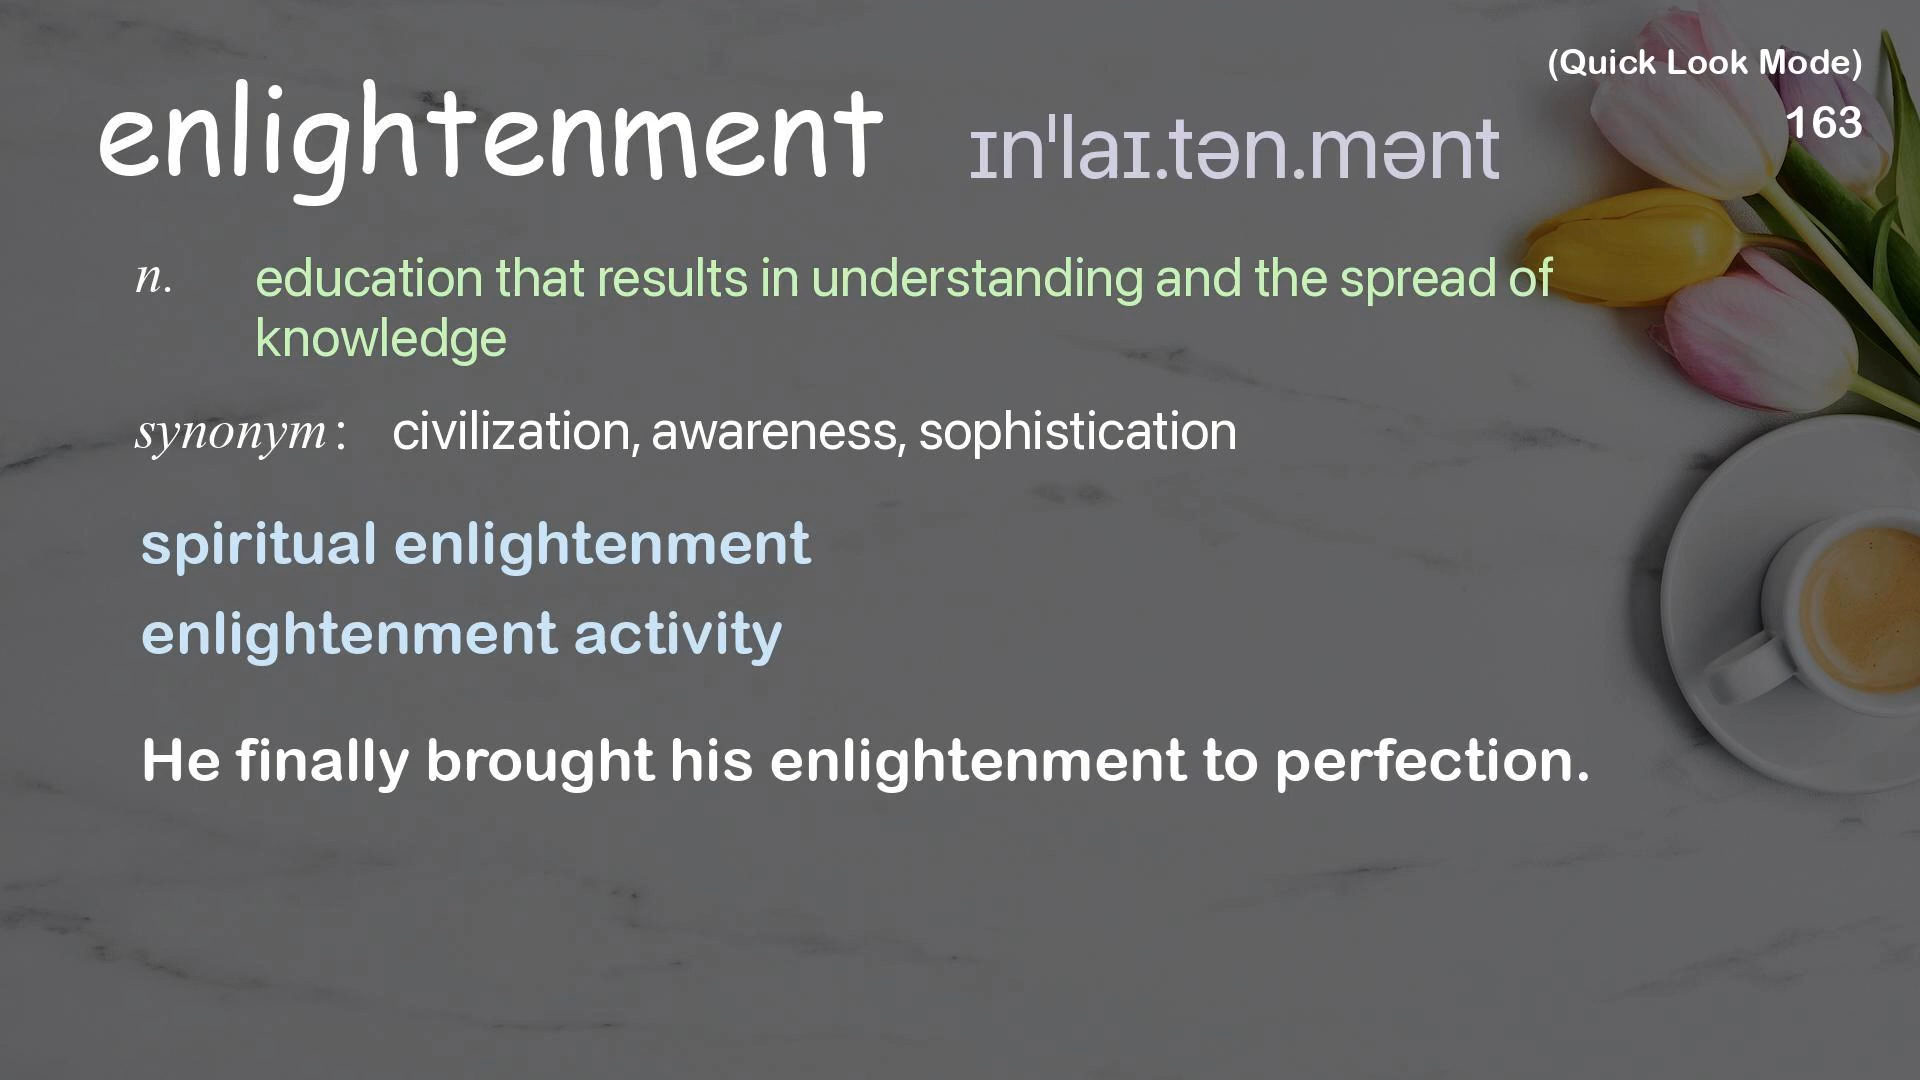 (Quick Look Mode)
163
enlightenment ɪnˈlaɪ.tən.mənt
n. education that results in understanding and the spread of
knowledge
synonym: civilization, awareness, sophistication
spiritual enlightenment
enlightenment activity
He finally brought his enlightenment to perfection.